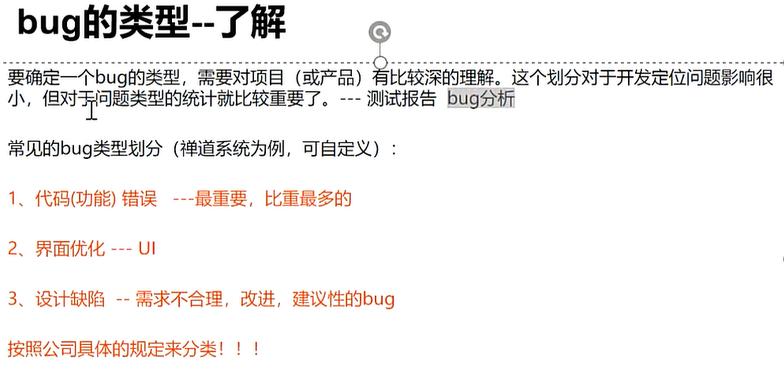 bug的类型--了解
要确定一个bug的类型，需要对项目（或产品）有比较深的理解。这个划分对于开发定位问题影响很
小，但对于问题类型的统计就比较重要了。--- 测试报告 bug分析
常见的bug类型划分（禅道系统为例，可自定义）：
1、代码(功能) 错误 ---最重要，比重最多的
2、界面优化 --- UI
3、设计缺陷 -- 需求不合理，改进，建议性的bug
按照公司具体的规定来分类！！！